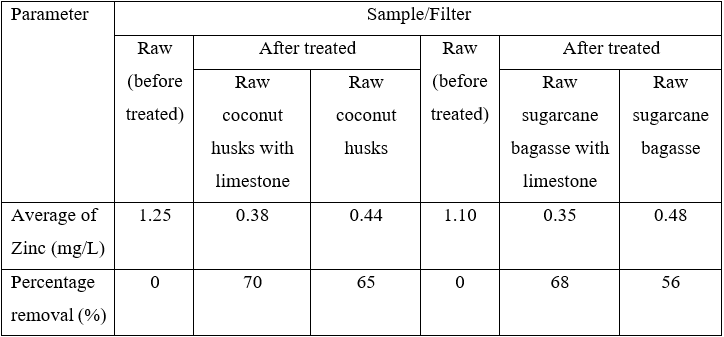 Parameter
Sample/Filter
Raw
(before
treated)
After treated
Raw
(before
treated)
After treated
Raw
coconut
husks with
limestone
Raw
coconut
husks
Raw
sugarcane
bagasse with
limestone
Raw
sugarcane
bagasse
Average of
Zinc (mg/L)
1.25
0.38
0.44
1.10
0.35
0.48
Percentage
removal (%)
0
70
65
0
68
56